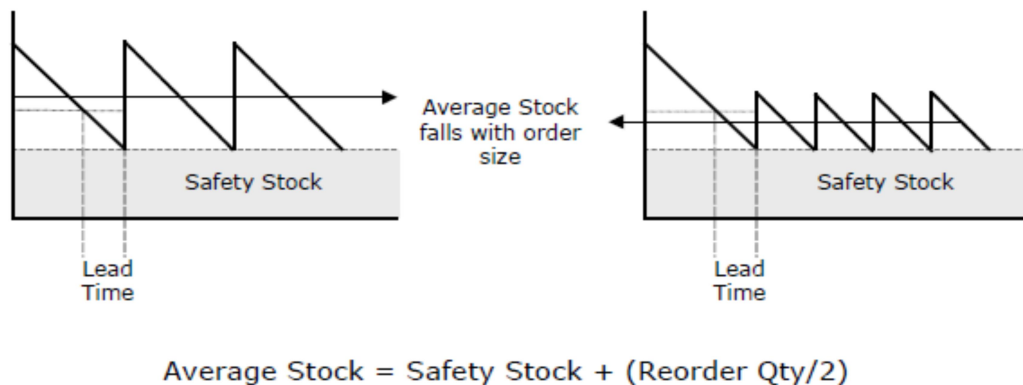 Average Stock
falls with order
size
Safety Stock
Safety Stock
Lead
Time
Lead
Time
Average Stock = Safety Stock + (Reorder Qty/2)